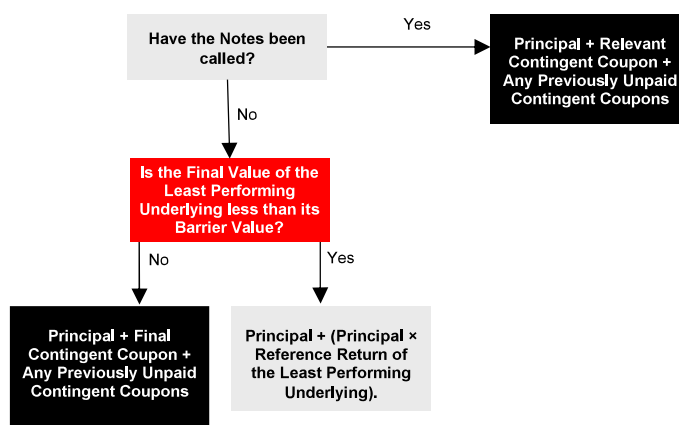 Have the Notes been
called?
Yes
Principal + Relevant
Contingent Coupon +
Any Previously Unpaid
Contingent Coupons
No
Is the Final Value of the
Least Performing
Underlying less than its
Barrier Value?
No
Yes
Principal + Final
Contingent Coupon +
Any Previously Unpaid
Contingent Coupons
Principal + (Principal ×
Reference Return of
the Least Performing
Underlying).